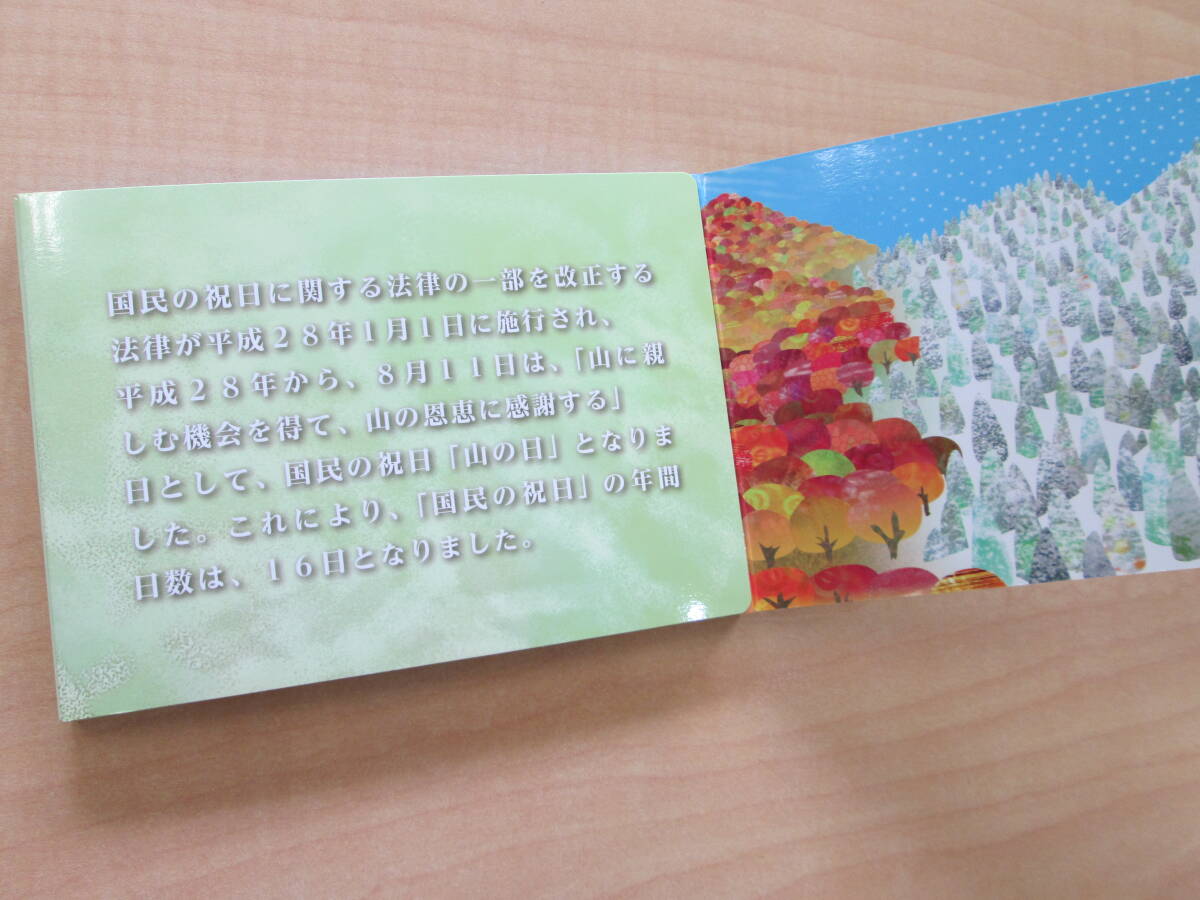 国民の祝日に関する法律の一部を改正する
法律が平成２８年１月１日に施行され、
平成２８年から、８月１１日は、「山に親
しむ機会を得て、山の恩恵に感謝する」
日として、国民の祝日「山の日」となりま
した。これにより、「国民の祝日」の年間
日数は、１６日となりました。